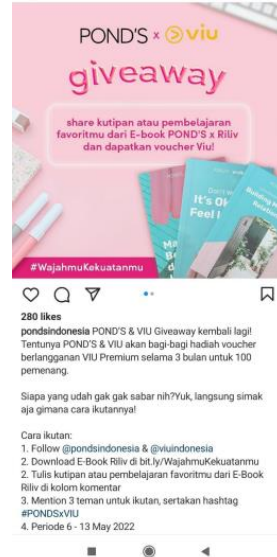 POND'S x viu
giveaway
share kutipan atau pembelajaran
favoritmu dari E-book POND'S x Riliv
dan dapatkan voucher Viu!
It's Ok
Feel
#WajahmuKekuatanmu
280 likes
pondsindonesia POND'S & VIU Giveaway kembali lagi!
Tentunya POND'S & VIU akan bagi-bagi hadiah voucher
berlangganan VIU Premium selama 3 bulan untuk 100
pemenang.
Siapa yang udah gak gak sabar nih?Yuk, langsung simak
aja gimana cara ikutannya!
Cara ikutan:
1. Follow @pondsindonesia & @viuindonesia
2. Download E-Book Riliv di bit.ly/WajahmuKekuatanmu
2. Tulis kutipan atau pembelajaran favoritmu dari E-Book
Riliv di kolom komentar
3. Mention 3 teman untuk ikutan, sertakan hashtag
#PONDSxVIU
4. Periode 6 - 13 May 2022